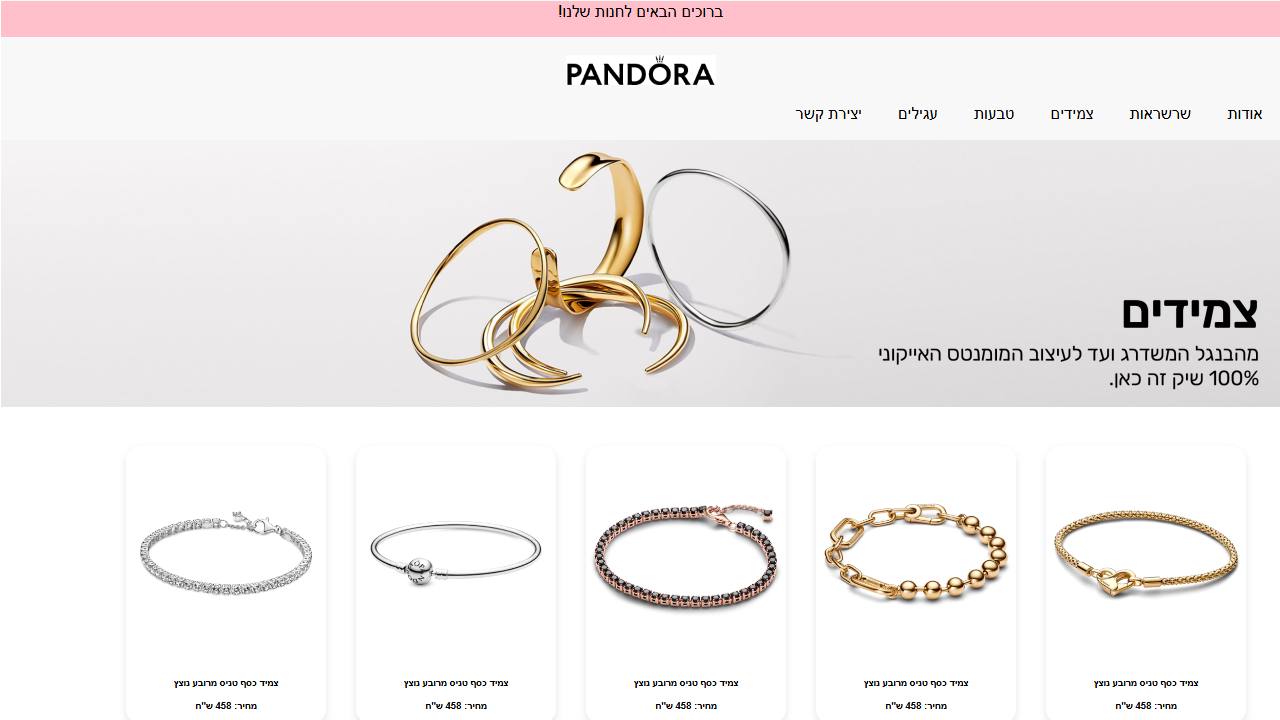 ברוכים הבאים לחנות שלנו!
PANDORA
אודות שרשראות צמידים טבעות עגילים יצירת קשר
צמידים
מהבנגל המשדרג ועד לעיצוב המומנטס האייקוני
100% שיק זה כאן.
צמיד כסף טניס מרובע נוצץ
מחיר: 458 ש"ח
צמיד כסף טניס מרובע נוצץ
מחיר: 458 ש"ח
צמיד כסף טניס מרובע נוצץ
מחיר: 458 ש"ח
צמיד כסף טניס מרובע נוצץ
מחיר: 458 ש"ח
צמיד כסף טניס מרובע נוצץ
מחיר: 458 ש"ח